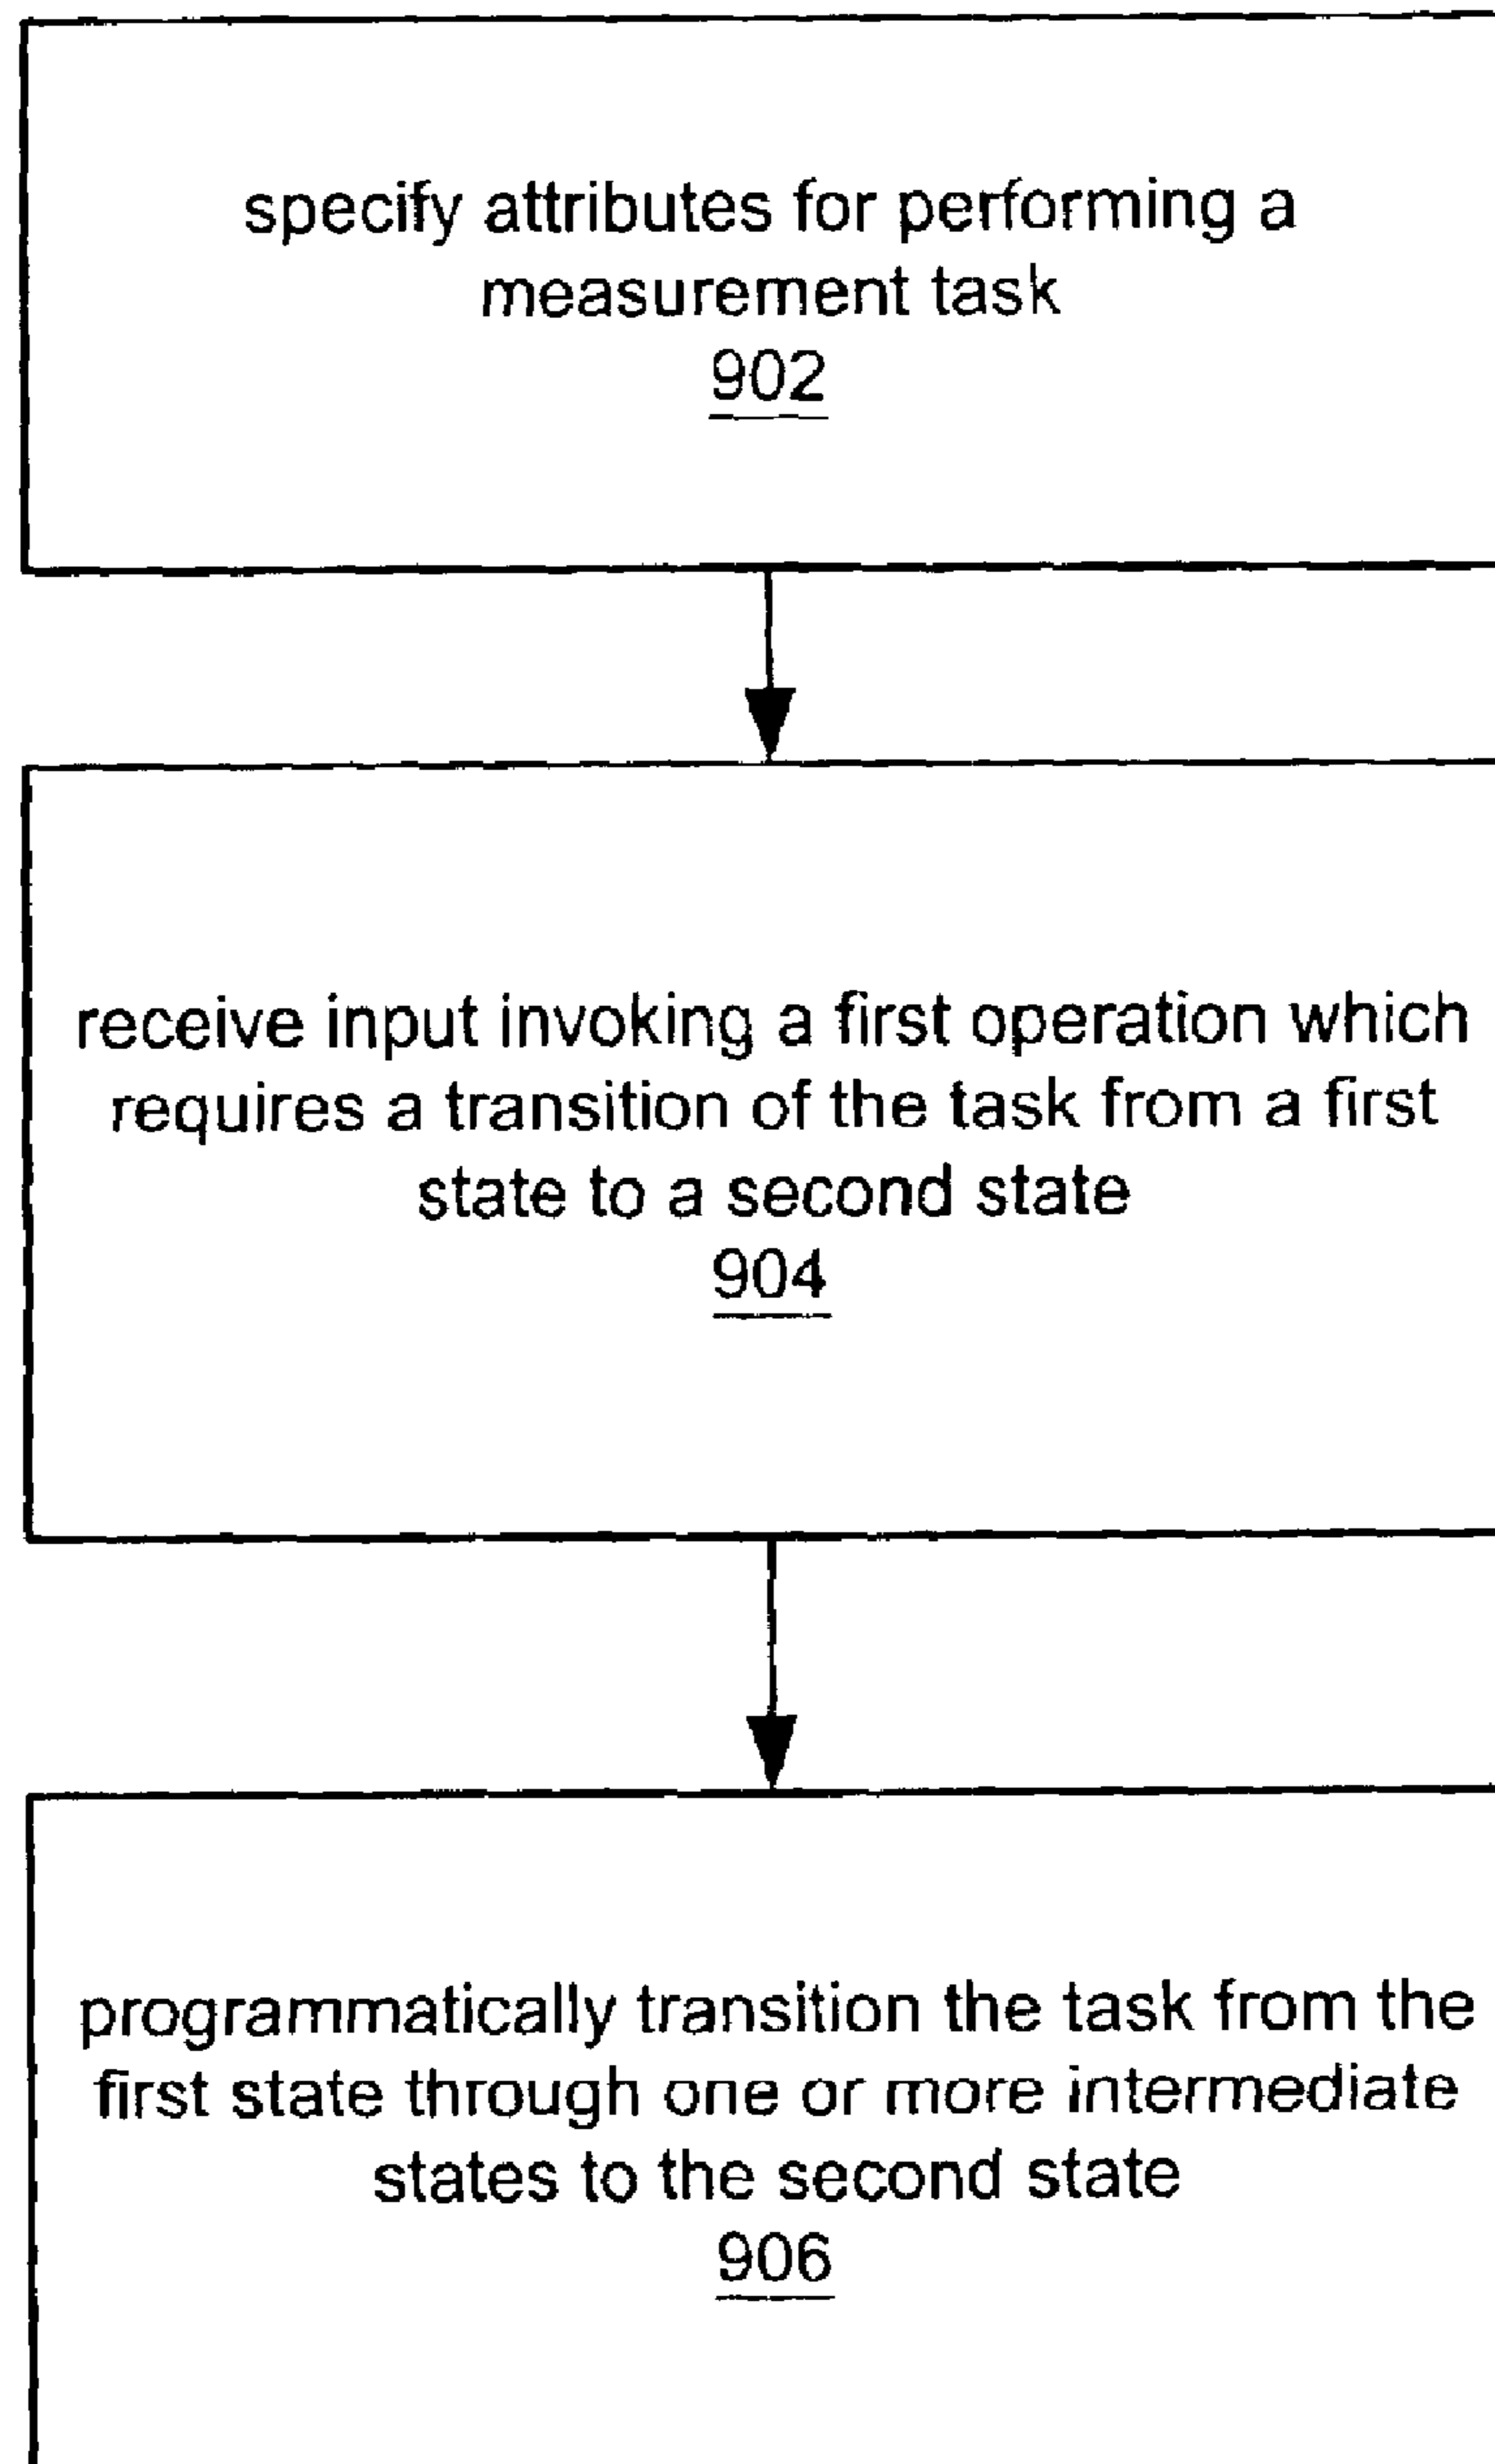 specify attributes for performing a
measurement task
902
receive input invoking a first operation which
requires a transition of the task from a first
state to a second state
904
programmatically transition the task from the
first state through one or more intermediate
states to the second state
906